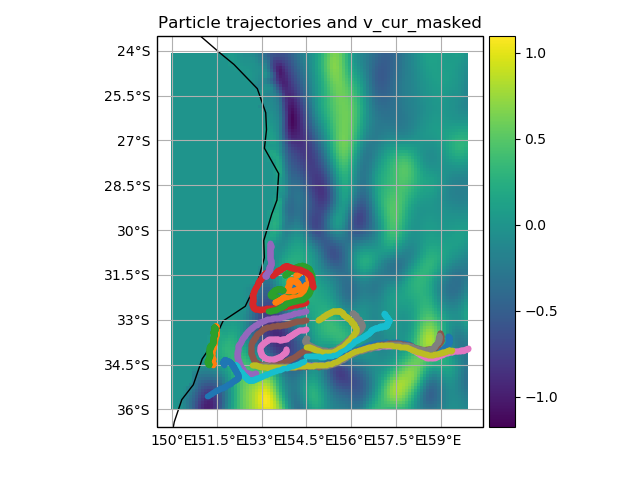 Particle trajectories and v_cur_masked
24°S
25.5°S
27°S
28.5°S
30°S
31.5°S
33°S
34.5°S
36°S
150°E151.5°E153°E154.5°E156°E157.5°E159°E
1.0
0.5
0.0
−0.5
−1.0